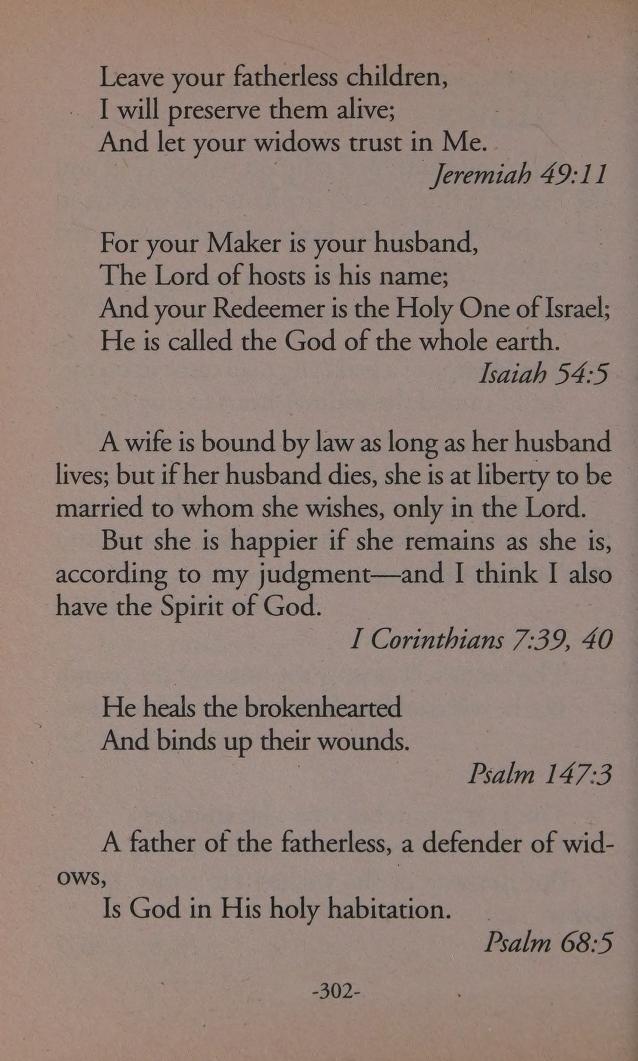 Leave your fatherless children,
I will preserve them alive;
And let your widows trust in Me.
Jeremiah 49:11
For your Maker is your husband,
The Lord of hosts is his name;
And your Redeemer is the Holy One of Israel;
He is called the God of the whole earth.
Isaiah 54:5
A wife is bound by law as long as her husband
lives; but if her husband dies, she is at liberty to be
married to whom she wishes, only in the Lord.
But she is happier if she remains as she is,
according to my judgment—and I think I also
have the Spirit of God.
I Corinthians 7:39, 40
He heals the brokenhearted
And binds up their wounds.
Psalm 147:3
A father of the fatherless, a defender of wid-
ows,
Is God in His holy habitation.
Psalm 68:5
-302-